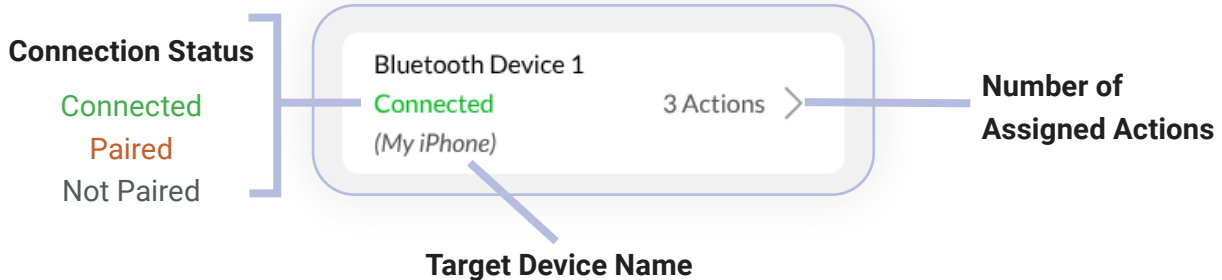 Connection Status
Connected
Paired
Not Paired
Bluetooth Device 1
Connected
(My iPhone)
3 Actions
Number of
Assigned Actions
Target Device Name